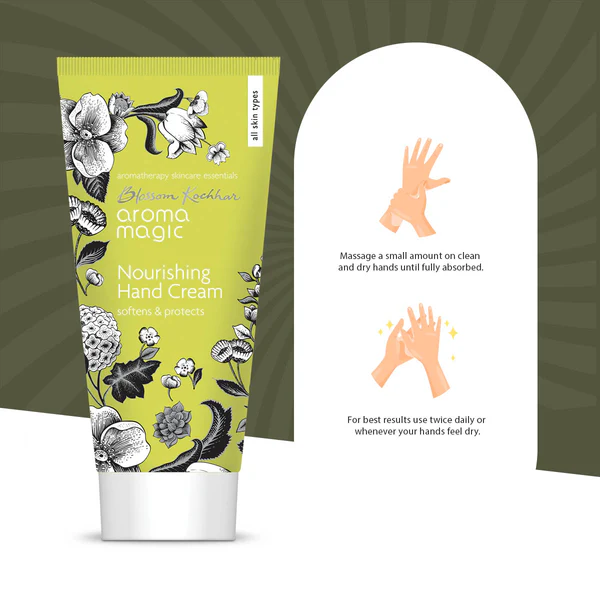 all skin types
aromatherapy skincare essentials
Blossom Kochhar
aroma
magic
Nourishing
Hand Cream
softens & protects
Massage a small amount on clean
and dry hands until fully absorbed.
For best results use twice daily or
whenever your hands feel dry.